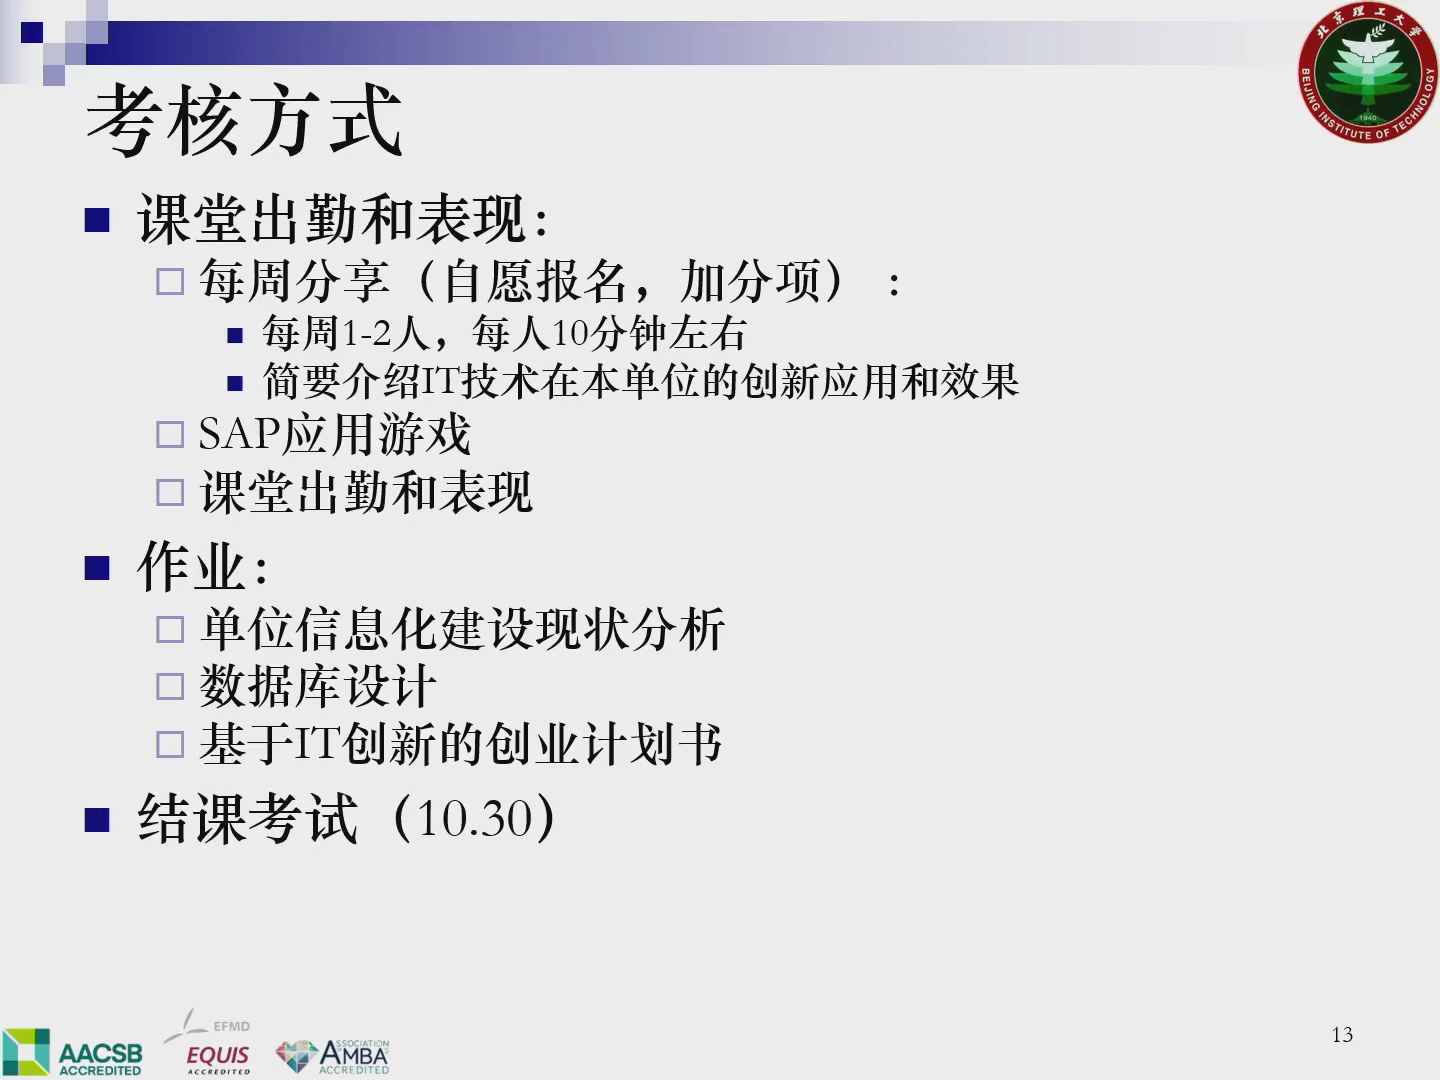 北京理工大学
BEIJING INSTITUTE OF TECHNOLOGY
1940
考核方式
课堂出勤和表现：
每周分享（自愿报名，加分项）：
每周1-2人，每人10分钟左右
简要介绍IT技术在本单位的创新应用和效果
SAP应用游戏
课堂出勤和表现
作业：
单位信息化建设现状分析
数据库设计
基于IT创新的创业计划书
结课考试（10.30）
AACSB
ACCREDITED
EFMD
EQUIS
ACCREDITED
ASSOCIATION
AMBA
ACCREDITED
13